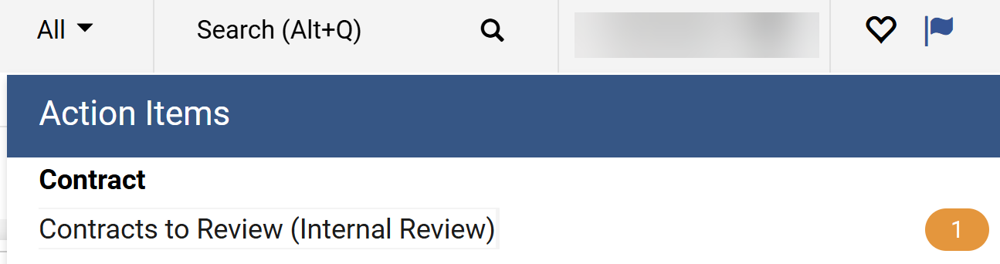 All Search (Alt+Q)
Action Items
Contract
Contracts to Review (Internal Review) 1